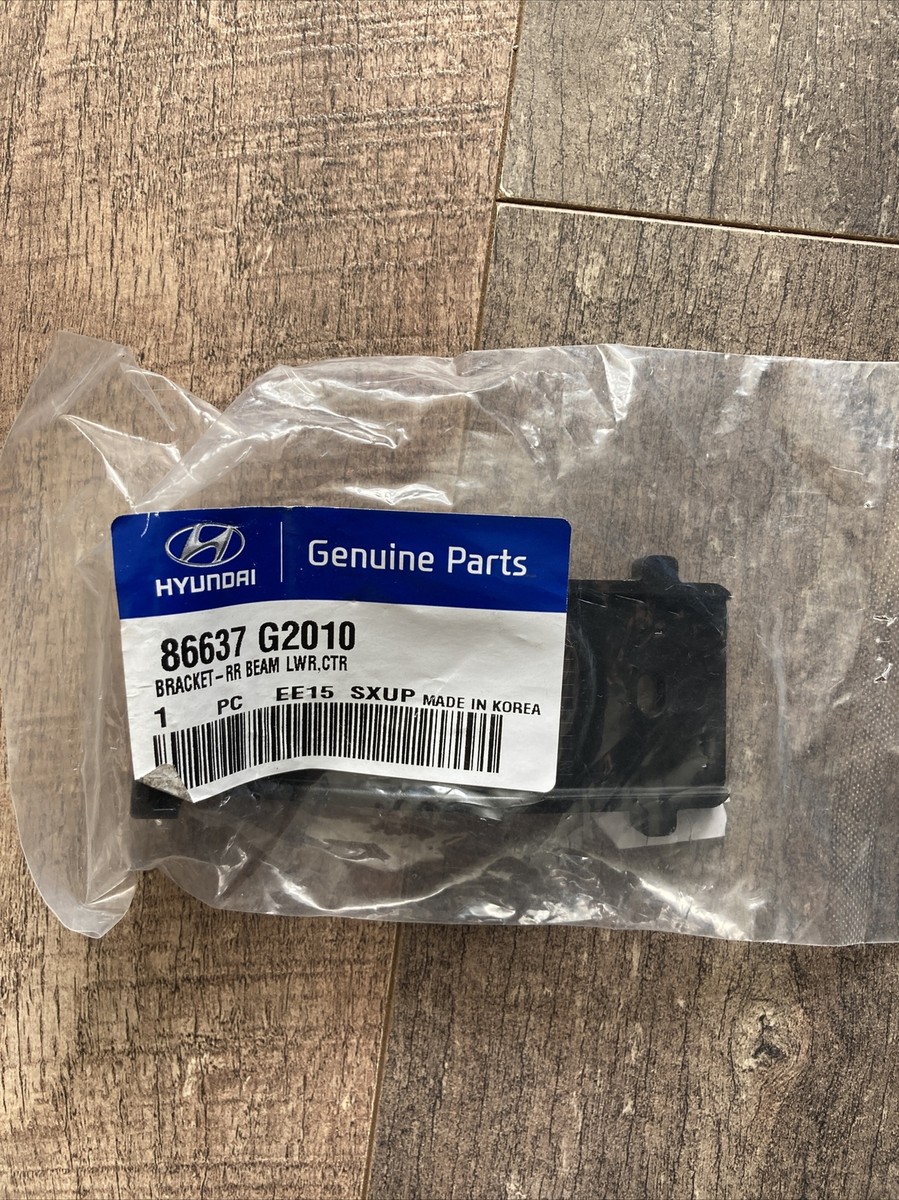 HYUNDAI
Genuine Parts
86637 G2010
BRACKET-RR BEAM LWR,CTR
1 PC EE15 SXUP MADE IN KOREA